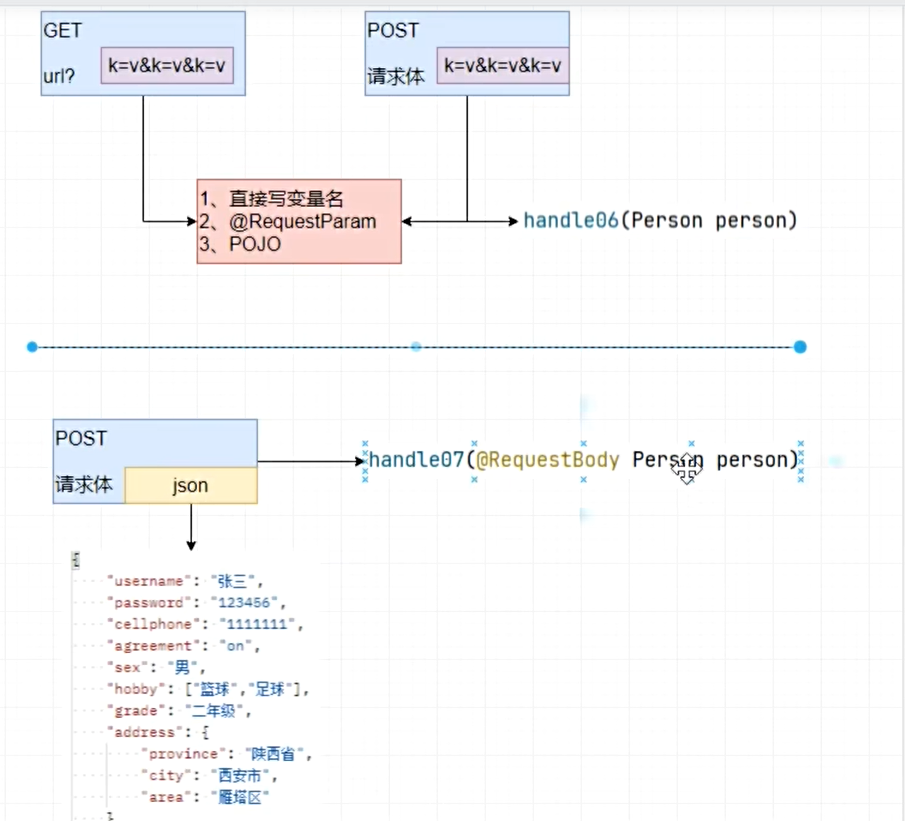 GET
url?
k=v&k=v&k=v
POST
请求体
k=v&k=v&k=v
1、直接写变量名
2、@RequestParam
3、POJO
handle06(Person person)
POST
请求体
json
handle07(@RequestBody Person person)
{
"username": "张三",
"password": "123456",
"cellphone": "1111111",
"agreement": "on",
"sex": "男",
"hobby": ["篮球","足球"],
"grade": "二年级",
"address": {
"province": "陕西省",
"city": "西安市",
"area": "雁塔区"
}